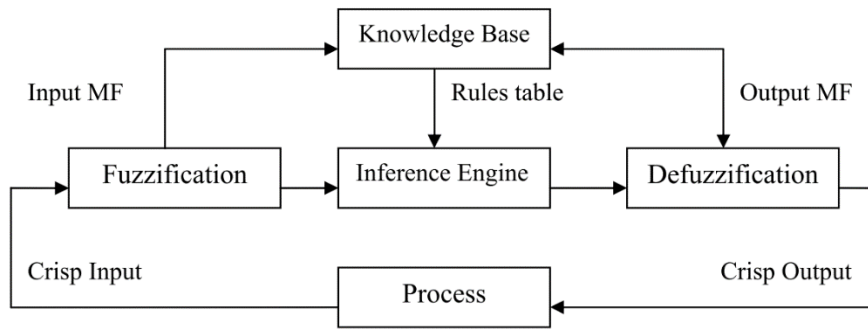 Knowledge Base
Input MF
Rules table
Output MF
Fuzzification
Inference Engine
Defuzzification
Crisp Input
Crisp Output
Process